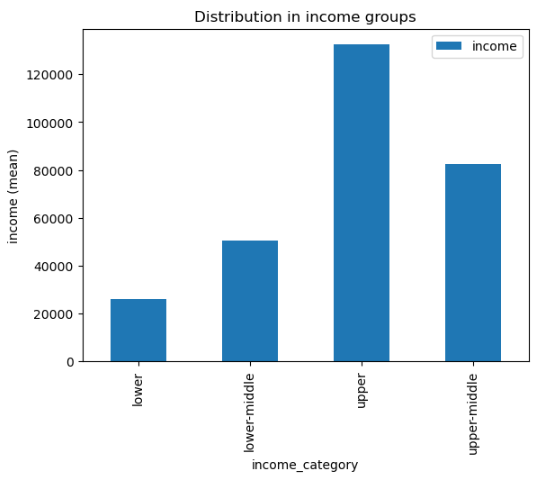 Distribution in income groups
income
120000
100000
80000
60000
40000
20000
0
income (mean)
lower
lower-middle
upper
upper-middle
income_category